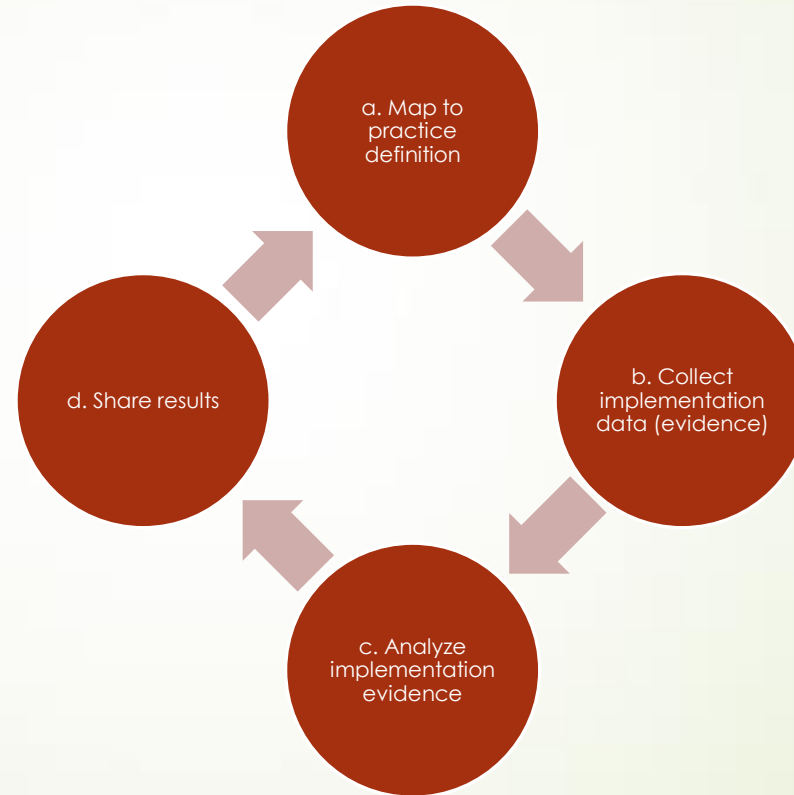 a. Map to
practice
definition
b. Collect
implementation
data (evidence)
c. Analyze
implementation
evidence
d. Share results